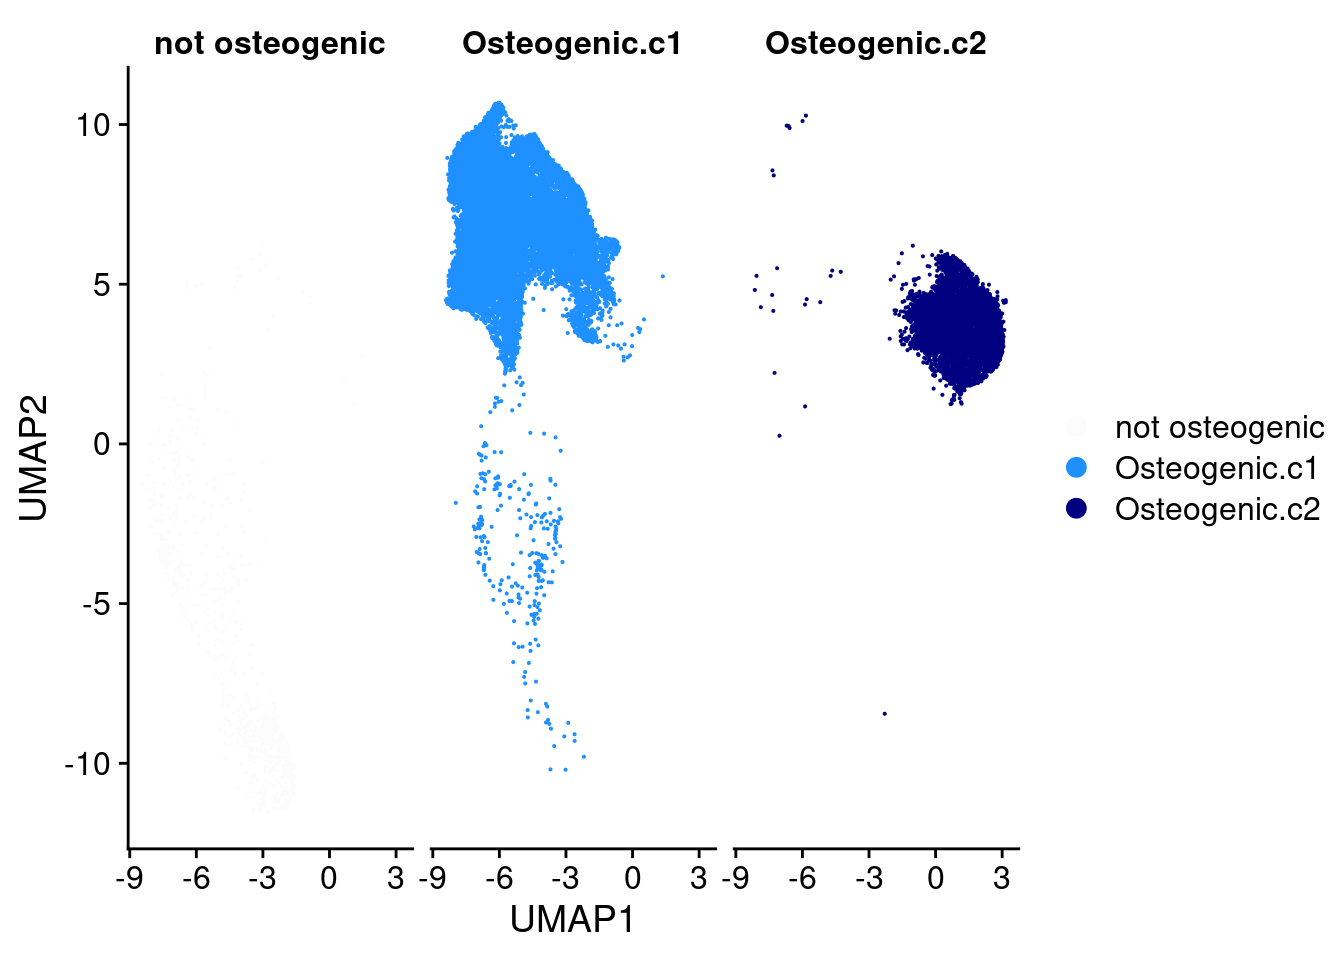 not osteogenic Osteogenic.c1 Osteogenic.c2
10
5
0
-5
-10
UMAP2
-9 -6 -3 0 3 -9 -6 -3 0 3 -9 -6 -3 0 3
UMAP1
not osteogenic
Osteogenic.c1
Osteogenic.c2